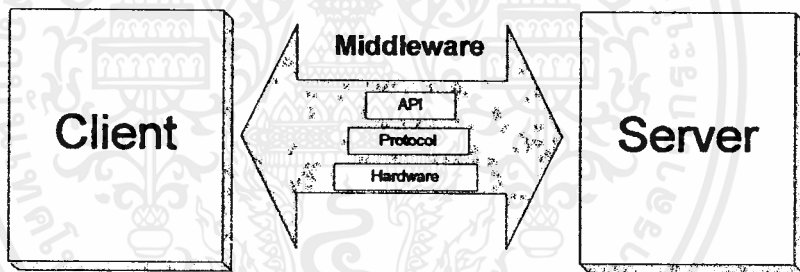 Middleware
Client
API
Protocol
Hardware
Server